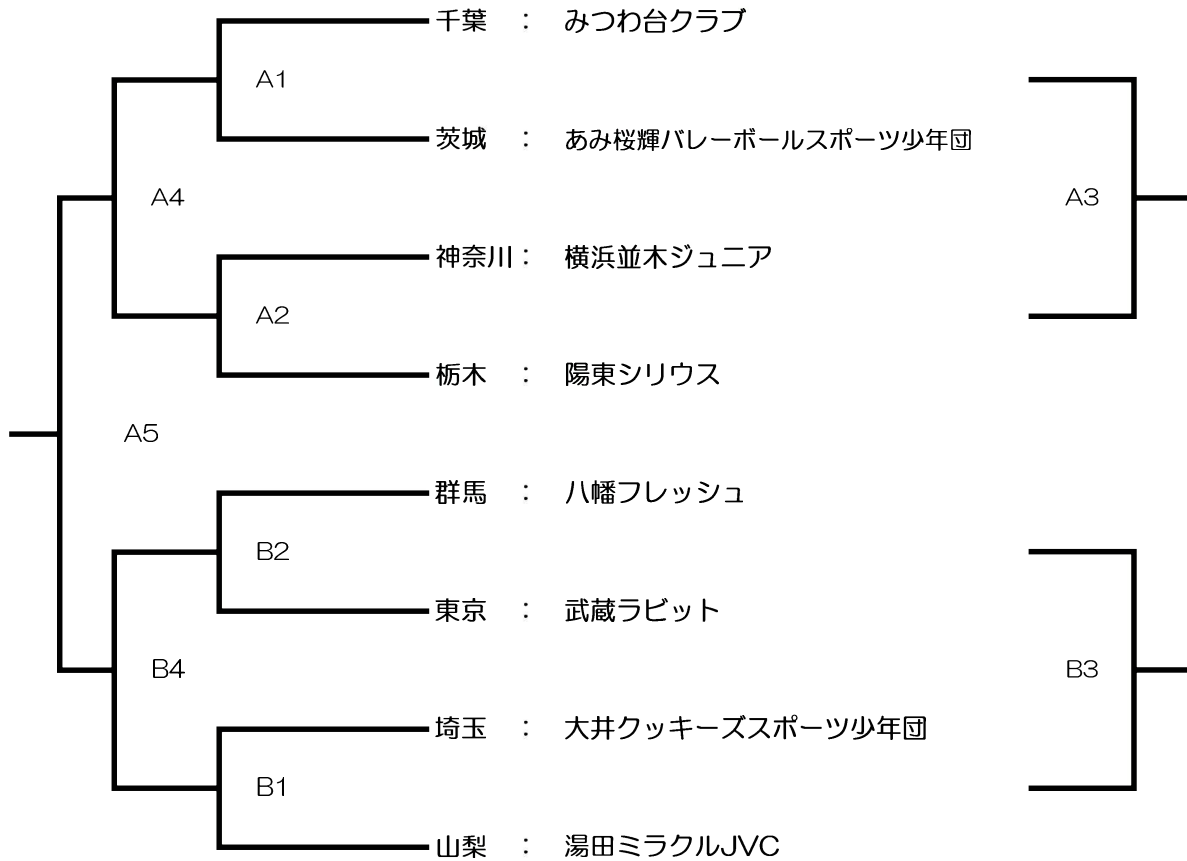 千葉 : みつわ台クラブ
A1
茨城 : あみ桜輝バレーボールスポーツ少年団
A4
A3
神奈川 : 横浜並木ジュニア
A2
栃木 : 陽東シリウス
A5
群馬 : 八幡フレッシュ
B2
東京 : 武蔵ラビット
B4
B3
埼玉 : 大井クッキーズスポーツ少年団
B1
山梨 : 湯田ミラクルJVC